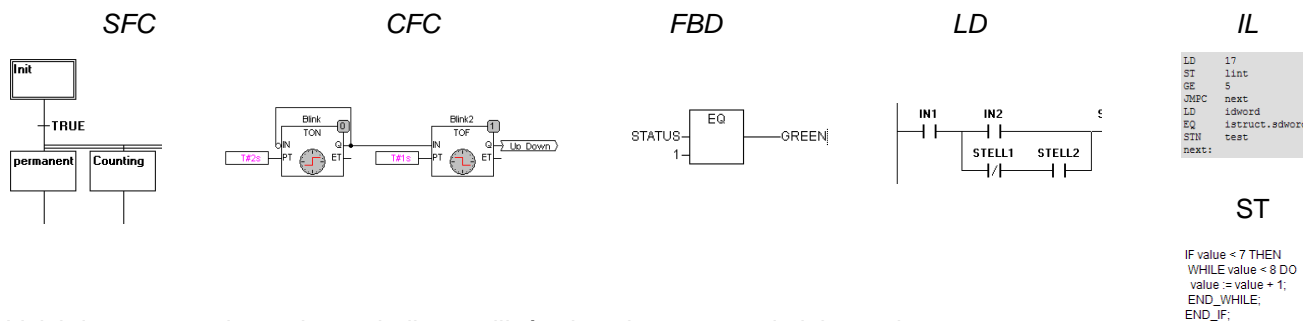 SFC
CFC
FBD
LD
IL
Init
TRUE
permanent
Counting
Blink
TON
0
IN
Q
T#2s
PT
ET
Blink2
TOF
1
IN
Q
Up Down
T#1s
PT
ET
EQ
STATUS
GREEN
1
IN1
IN2
STELL1
STELL2
LD 17
ST lint
GE 5
JMPC next
LD idword
EQ istruct.sdword
STN test
next:
ST
IF value < 7 THEN
WHILE value < 8 DO
value := value + 1;
END_WHILE;
END_IF;